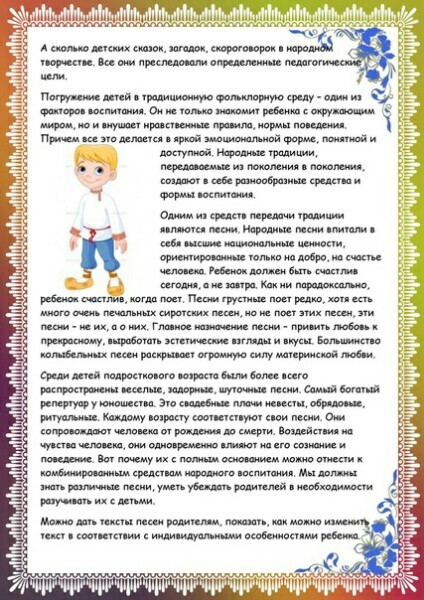 А сколько детских сказок, загадок, скороговорок в народном
творчестве. Все они преследовали определенные педагогические
цели.
Погружение детей в традиционную фольклорную среду – один из
факторов воспитания. Он не только знакомит ребенка с окружающим
миром, но и внушает нравственные правила, нормы поведения.
Причем все это делается в яркой эмоциональной форме, понятной и
доступной. Народные традиции,
передаваемые из поколения в поколения,
создают в себе разнообразные средства и
формы воспитания.
Одним из средств передачи традиции
являются песни. Народные песни впитали в
себя высшие национальные ценности,
ориентированные только на добро, на счастье
человека. Ребенок должен быть счастлив
сегодня, а не завтра. Как ни парадоксально,
ребенок счастлив, когда поет. Песни грустные поет редко, хотя есть
много очень печальных сиротских песен, но не поет этих песен, эти
песни – не их, а о них. Главное назначение песни – привить любовь к
прекрасному, выработать эстетические взгляды и вкусы. Большинство
колыбельных песен раскрывает огромную силу материнской любви.
Среди детей подросткового возраста были более всего
распространены веселые, задорные, шуточные песни. Самый богатый
репертуар у юношества. Это свадебные плачи невесты, обрядовые,
ритуальные. Каждому возрасту соответствуют свои песни. Они
сопровождают человека от рождения до смерти. Воздействия на
чувства человека, они одновременно влияют на его сознание и
поведение. Вот почему их с полным основанием можно отнести к
комбинированным средствам народного воспитания. Мы должны
знать различные песни, уметь убеждать родителей в необходимости
разучивать их с детьми.
Можно дать тексты песен родителям, показать, как можно изменить
текст в соответствии с индивидуальными особенностями ребенка.